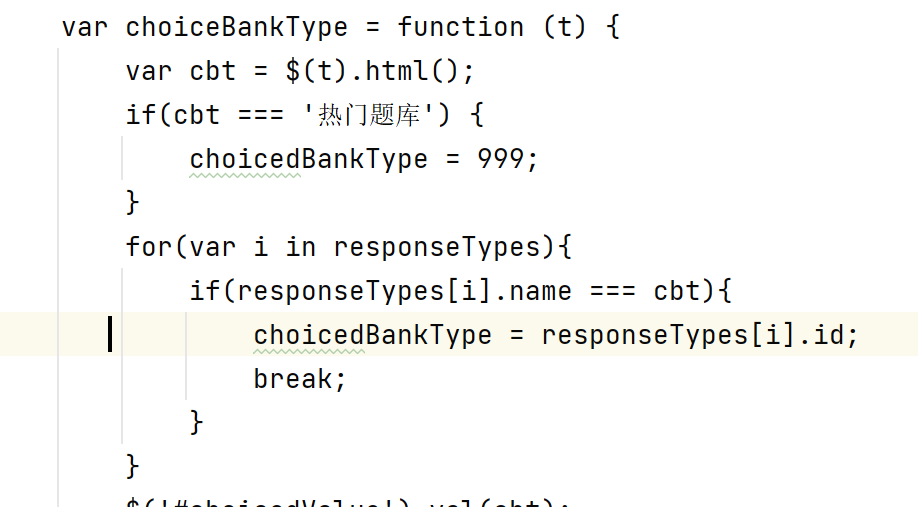 var choiceBankType = function (t) {
var cbt = $(t).html();
if(cbt === '热门题库') {
choicedBankType = 999;
}
for(var i in responseTypes){
if(responseTypes[i].name === cbt){
choicedBankType = responseTypes[i].id;
break;
}
}
$('#choicedValue').val(cbt);